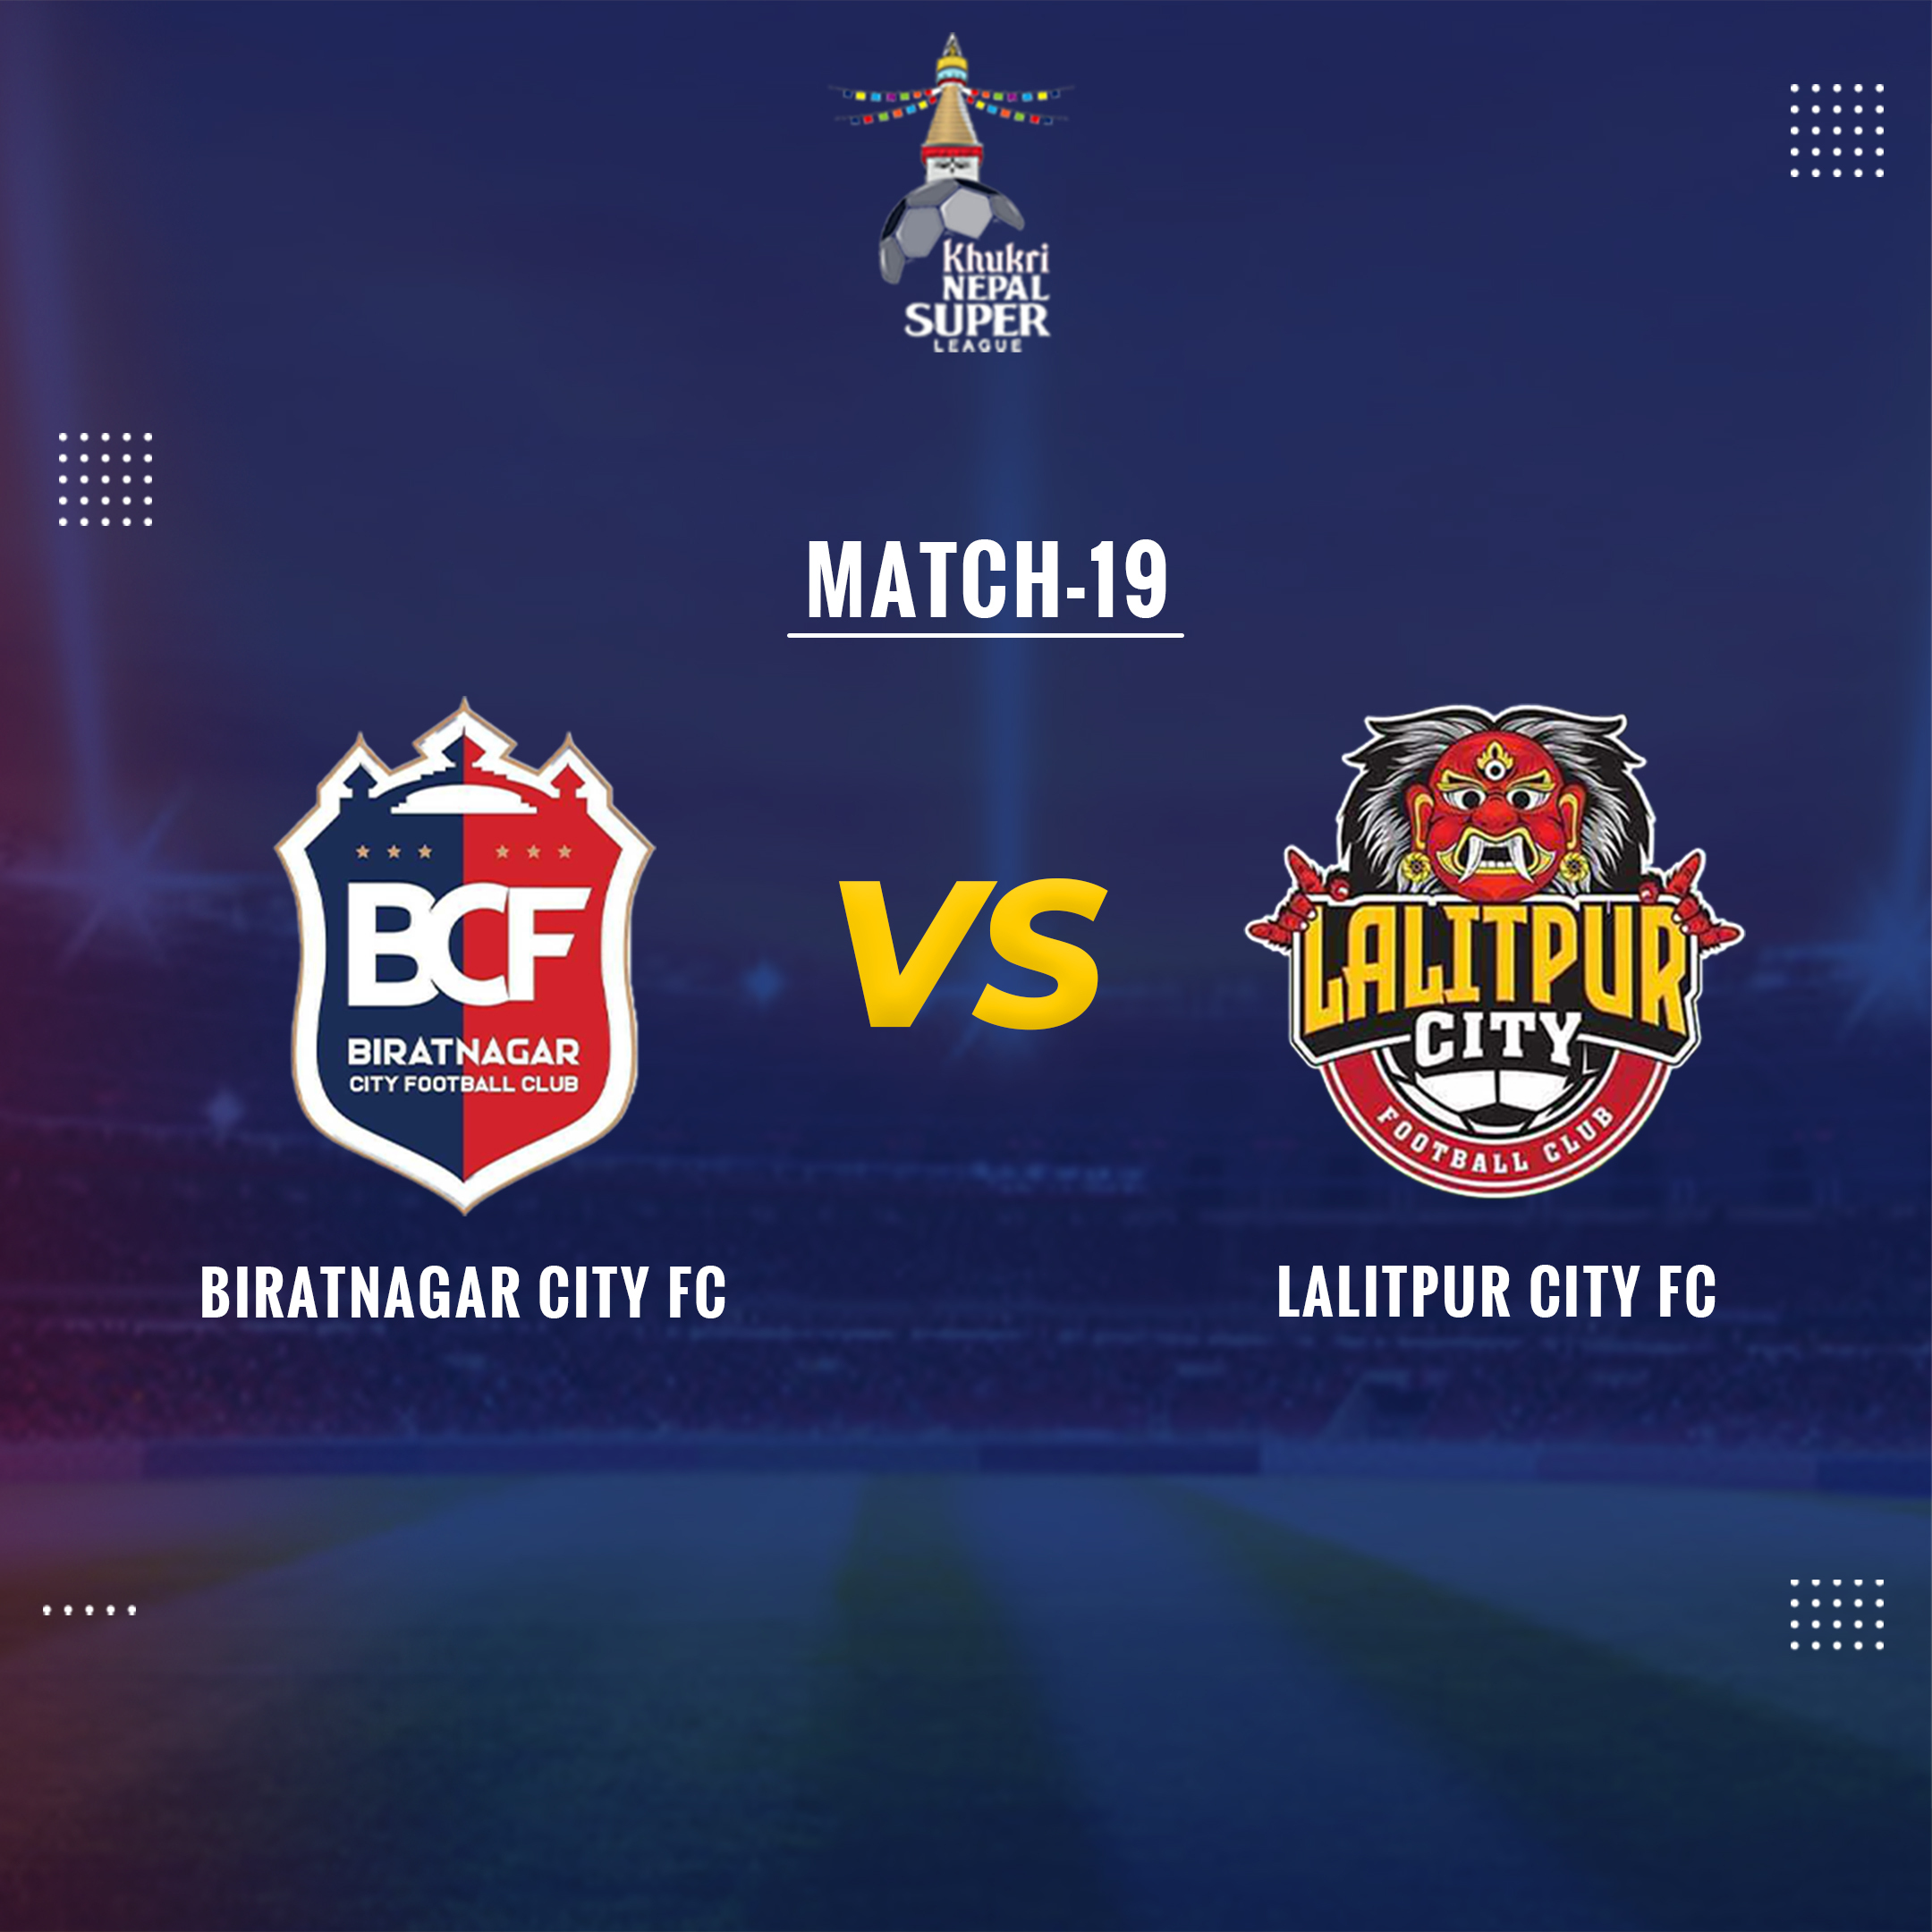 Khukri
NEPAL
SUPER
LEAGUE
MATCH-19
BCF
BIRATNAGAR
CITY FOOTBALL CLUB
VS
LALITPUR
CITY
FOOTBALL CLUB
BIRATNAGAR CITY FC
LALITPUR CITY FC